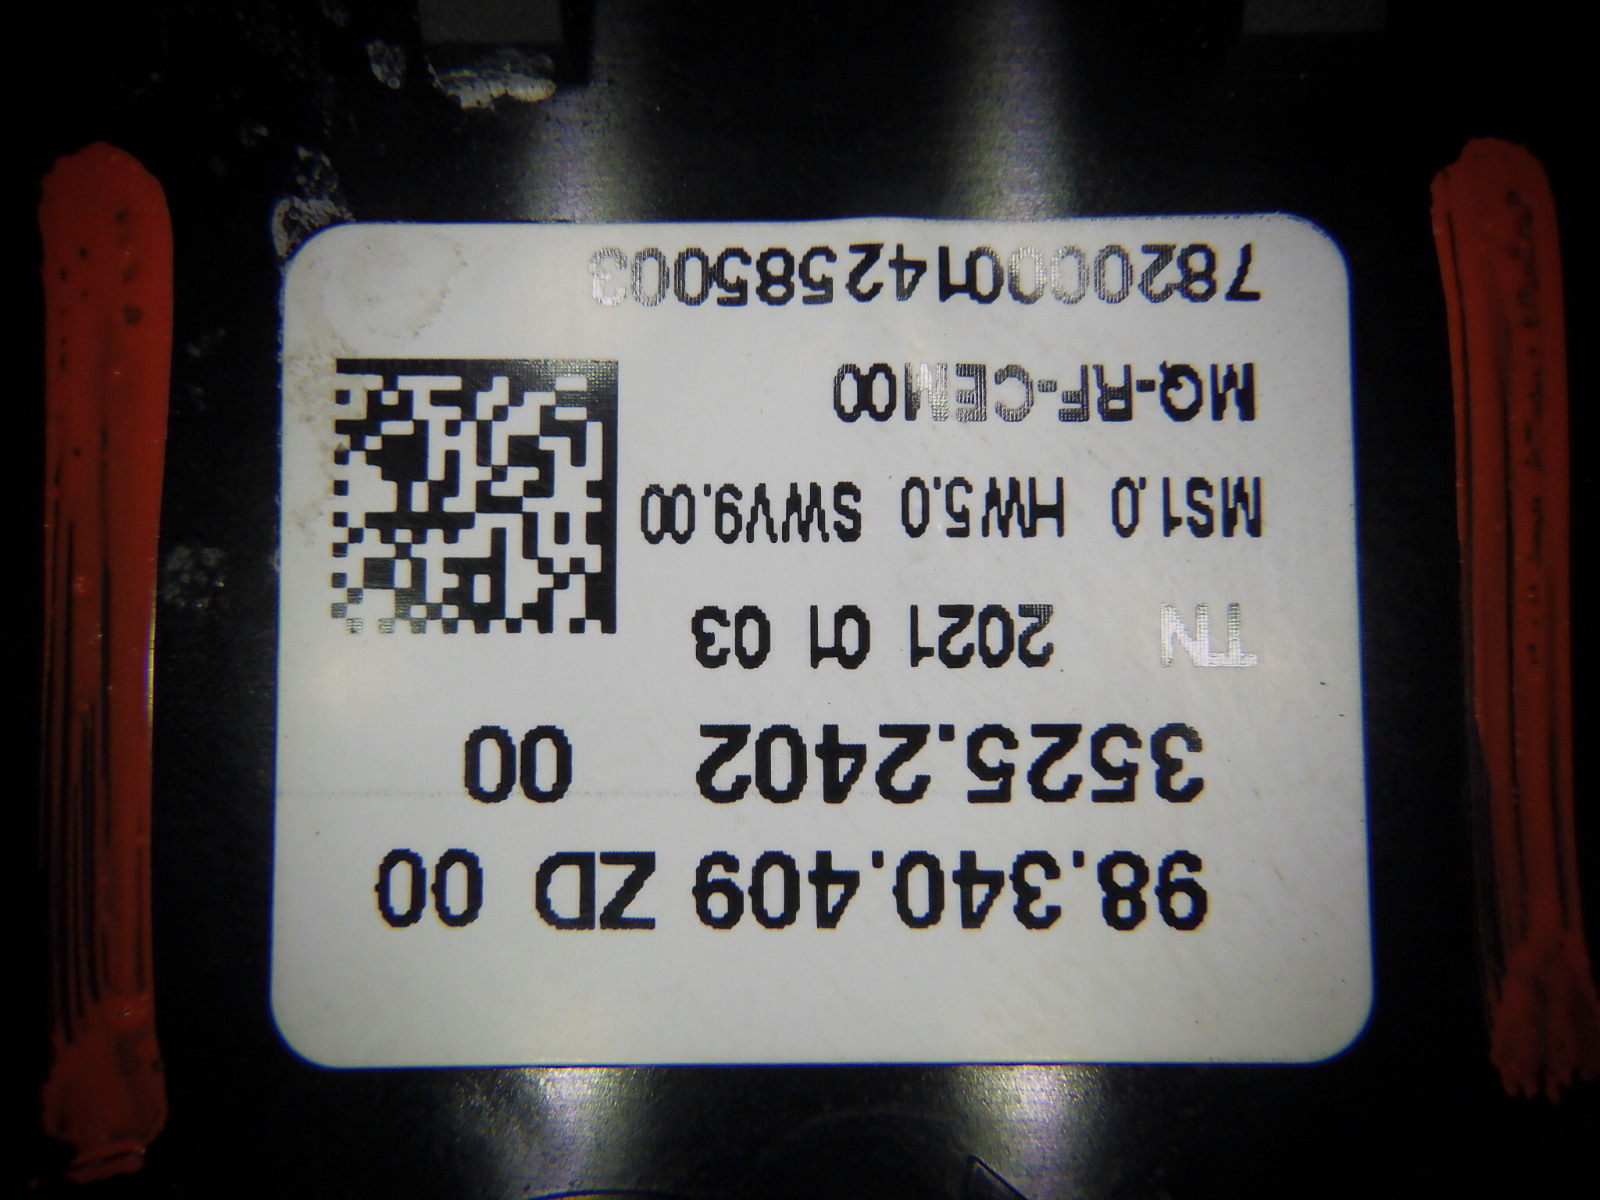 98.340.409 ZD 00
3525.2402 00
TN 2021 01 03
MS1.0 HW5.0 SWV9.00
MQ-RF-CEM00
7820000142585003